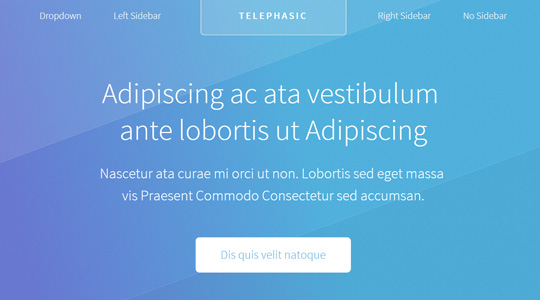 Dropdown Left Sidebar TELEPHASIC Right Sidebar No Sidebar
Adipiscing ac ata vestibulum
ante lobortis ut Adipiscing
Nascetur ata curae mi orci ut non. Lobortis sed eget massa
vis Praesent Commodo Consectetur sed accumsan.
Dis quis velit natoque